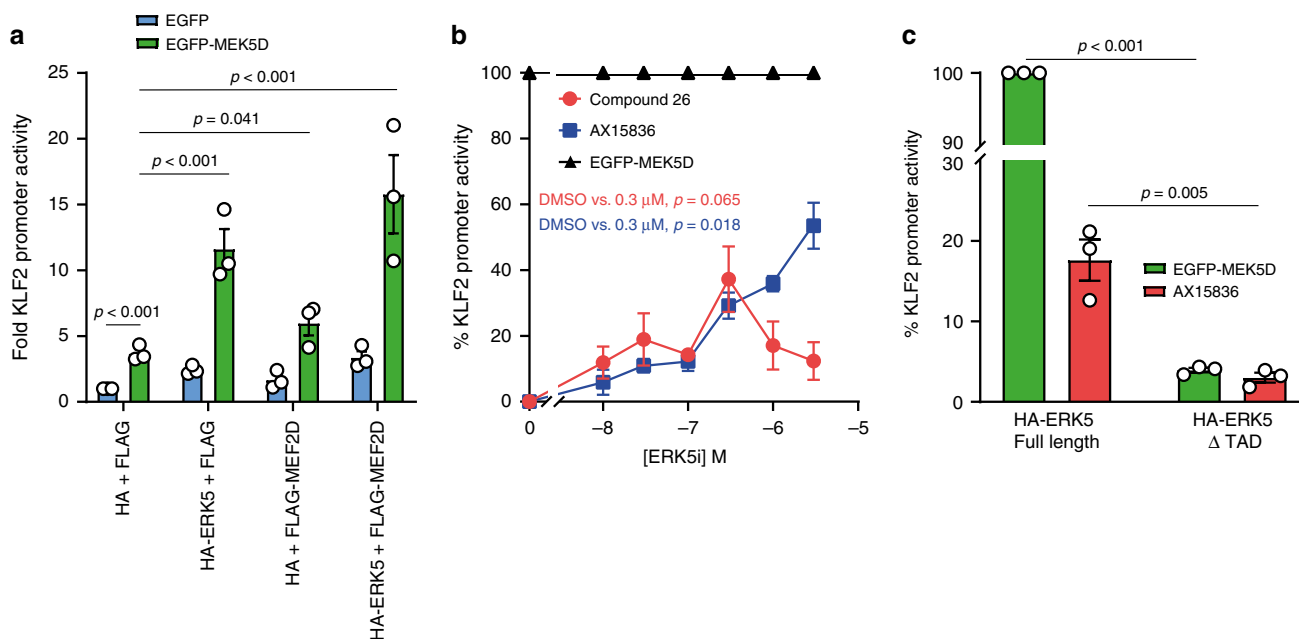 a
EGFP
EGFP-MEK5D
Fold KLF2 promoter activity
25
20
15
10
5
0
p < 0.001
p = 0.041
p < 0.001
p < 0.001
HA + FLAG
HA-ERK5 + FLAG
HA + FLAG-MEF2D
HA-ERK5 + FLAG-MEF2D
b
% KLF2 promoter activity
100
80
60
40
20
0
Compound 26
AX15836
EGFP-MEK5D
DMSO vs. 0.3 μM, p = 0.065
DMSO vs. 0.3 μM, p = 0.018
0
–8
–7
–6
–5
[ERK5i] M
c
% KLF2 promoter activity
100
90
30
20
10
0
p < 0.001
p = 0.005
EGFP-MEK5D
AX15836
HA-ERK5
Full length
HA-ERK5
Δ TAD